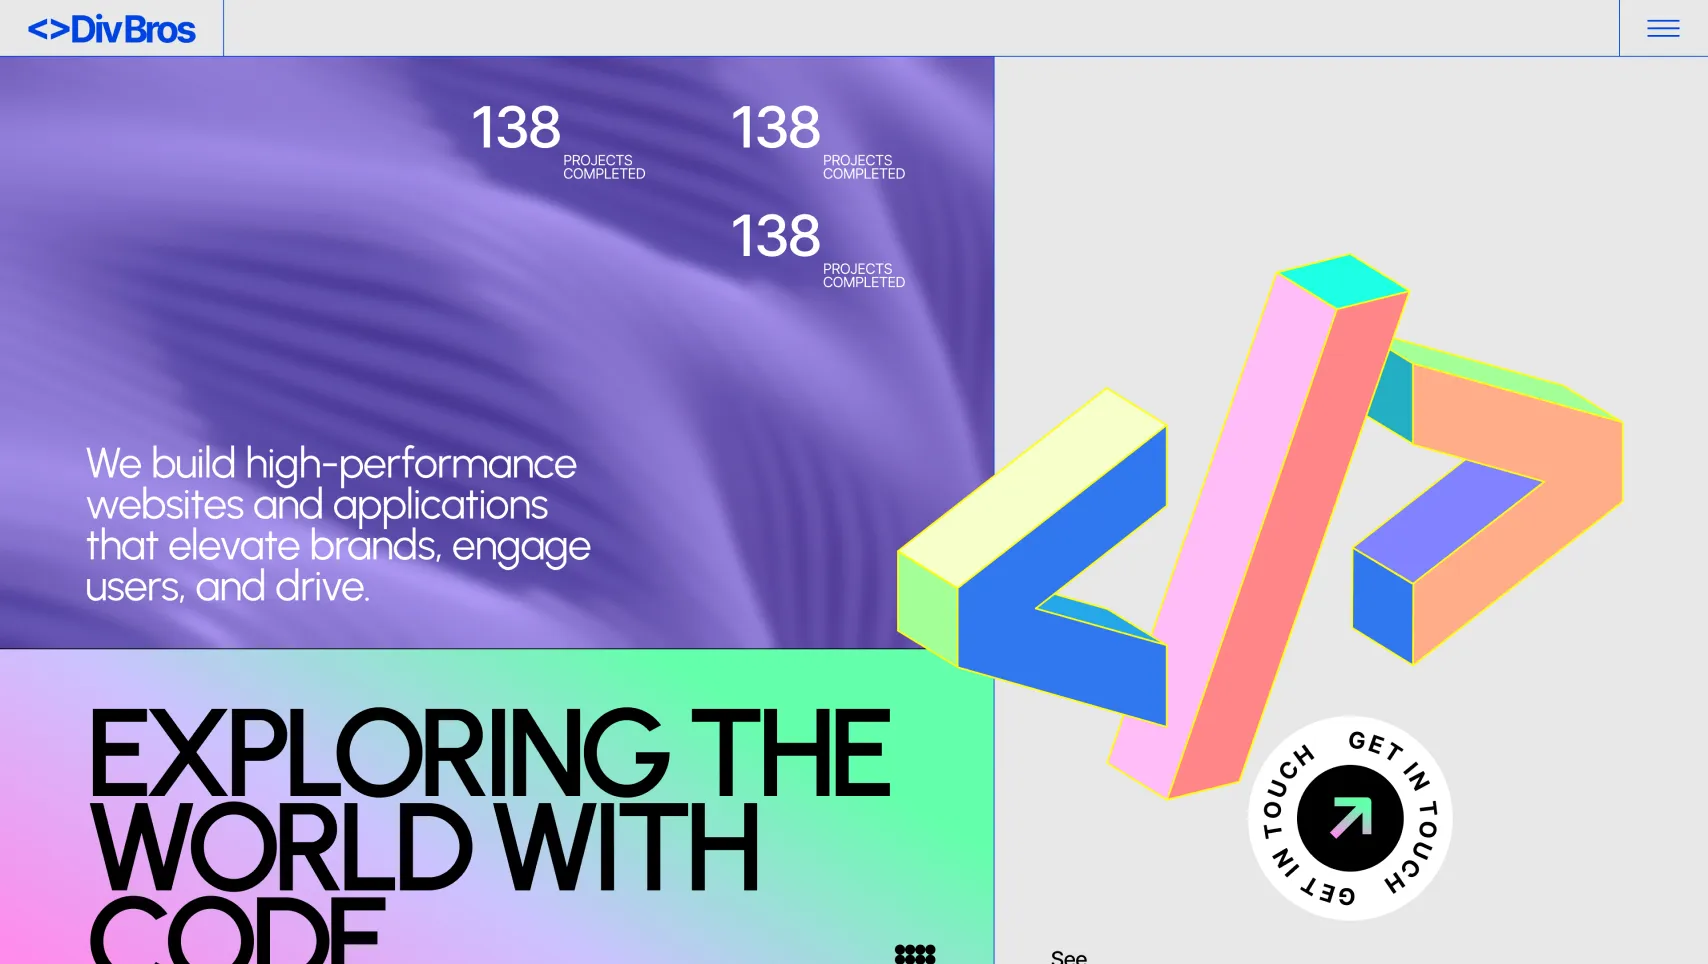 <>DivBros
138
PROJECTS
COMPLETED
138
PROJECTS
COMPLETED
138
PROJECTS
COMPLETED
We build high-performance
websites and applications
that elevate brands, engage
users, and drive.
EXPLORING THE
WORLD WITH
CODE
GET IN TOUCH
GET IN TOUCH
See